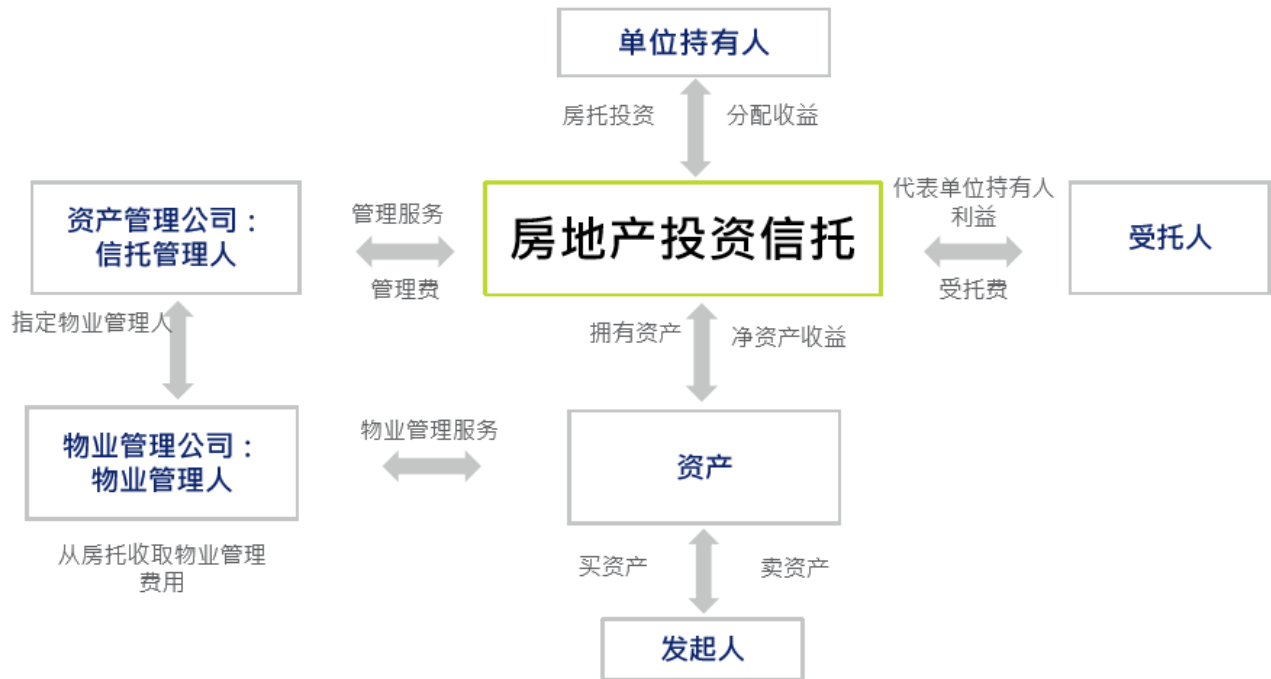 单位持有人
房托投资
分配收益
资产管理公司：
信托管理人
管理服务
管理费
房地产投资信托
代表单位持有人
利益
受托费
受托人
指定物业管理人
拥有资产
净资产收益
物业管理公司：
物业管理人
物业管理服务
资产
从房托收取物业管理
费用
买资产
卖资产
发起人